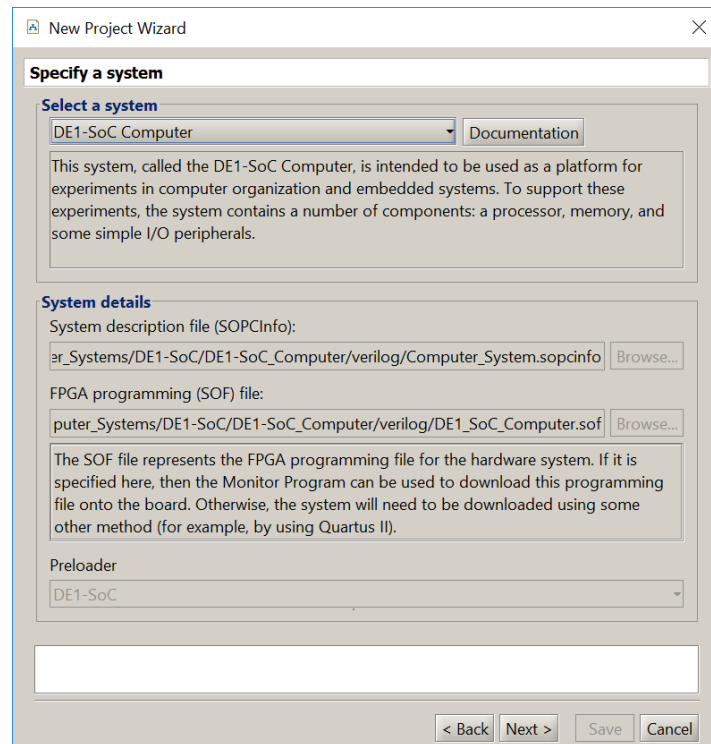 New Project Wizard
Specify a system
Select a system
DE1-SoC Computer
Documentation
This system, called the DE1-SoC Computer, is intended to be used as a platform for
experiments in computer organization and embedded systems. To support these
experiments, the system contains a number of components: a processor, memory, and
some simple I/O peripherals.
System details
System description file (SOPCInfo):
er_Systems/DE1-SoC/DE1-SoC_Computer/verilog/Computer_System.sopcinfo
Browse...
FPGA programming (SOF) file:
puter_Systems/DE1-SoC/DE1-SoC_Computer/verilog/DE1_SoC_Computer.sof
Browse...
The SOF file represents the FPGA programming file for the hardware system. If it is
specified here, then the Monitor Program can be used to download this programming
file onto the board. Otherwise, the system will need to be downloaded using some
other method (for example, by using Quartus II).
Preloader
DE1-SoC
< Back
Next >
Save
Cancel